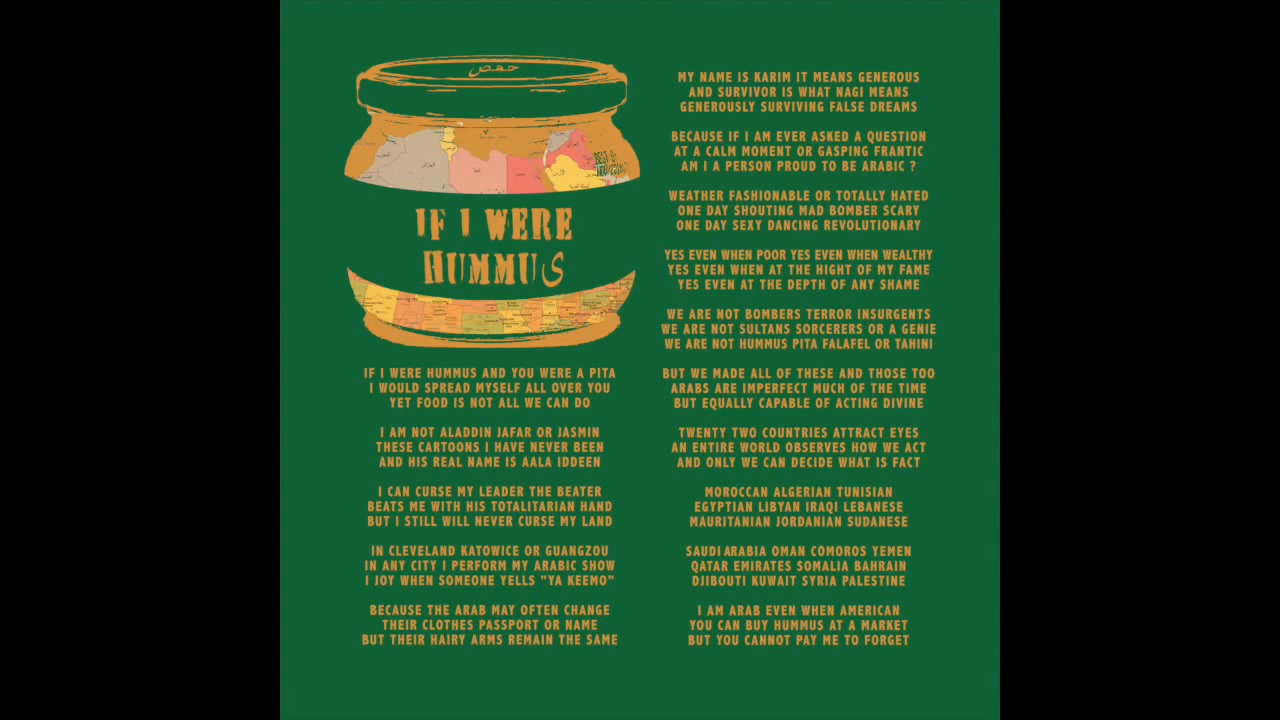 حمص
IF I WERE
HUMMUS
IF I WERE HUMMUS AND YOU WERE A PITA
I WOULD SPREAD MYSELF ALL OVER YOU
YET FOOD IS NOT ALL WE CAN DO
I AM NOT ALADDIN JAFAR OR JASMIN
THESE CARTOONS I HAVE NEVER BEEN
AND HIS REAL NAME IS AALA IDDEEN
I CAN CURSE MY LEADER THE BEATER
BEATS ME WITH HIS TOTALITARIAN HAND
BUT I STILL WILL NEVER CURSE MY LAND
IN CLEVELAND KATOWICE OR GUANGZOU
IN ANY CITY I PERFORM MY ARABIC SHOW
I JOY WHEN SOMEONE YELLS "YA KEEMO"
BECAUSE THE ARAB MAY OFTEN CHANGE
THEIR CLOTHES PASSPORT OR NAME
BUT THEIR HAIRY ARMS REMAIN THE SAME
MY NAME IS KARIM IT MEANS GENEROUS
AND SURVIVOR IS WHAT NAGI MEANS
GENEROUSLY SURVIVING FALSE DREAMS
BECAUSE IF I AM EVER ASKED A QUESTION
AT A CALM MOMENT OR GASPING FRANTIC
AM I A PERSON PROUD TO BE ARABIC ?
WEATHER FASHIONABLE OR TOTALLY HATED
ONE DAY SHOUTING MAD BOMBER SCARY
ONE DAY SEXY DANCING REVOLUTIONARY
YES EVEN WHEN POOR YES EVEN WHEN WEALTHY
YES EVEN WHEN AT THE HIGHT OF MY FAME
YES EVEN AT THE DEPTH OF ANY SHAME
WE ARE NOT BOMBERS TERROR INSURGENTS
WE ARE NOT SULTANS SORCERERS OR A GENIE
WE ARE NOT HUMMUS PITA FALAFEL OR TAHINI
BUT WE MADE ALL OF THESE AND THOSE TOO
ARABS ARE IMPERFECT MUCH OF THE TIME
BUT EQUALLY CAPABLE OF ACTING DIVINE
TWENTY TWO COUNTRIES ATTRACT EYES
AN ENTIRE WORLD OBSERVES HOW WE ACT
AND ONLY WE CAN DECIDE WHAT IS FACT
MOROCCAN ALGERIAN TUNISIAN
EGYPTIAN LIBYAN IRAQI LEBANESE
MAURITANIAN JORDANIAN SUDANESE
SAUDI ARABIA OMAN COMOROS YEMEN
QATAR EMIRATES SOMALIA BAHRAIN
DJIBOUTI KUWAIT SYRIA PALESTINE
I AM ARAB EVEN WHEN AMERICAN
YOU CAN BUY HUMMUS AT A MARKET
BUT YOU CANNOT PAY ME TO FORGET